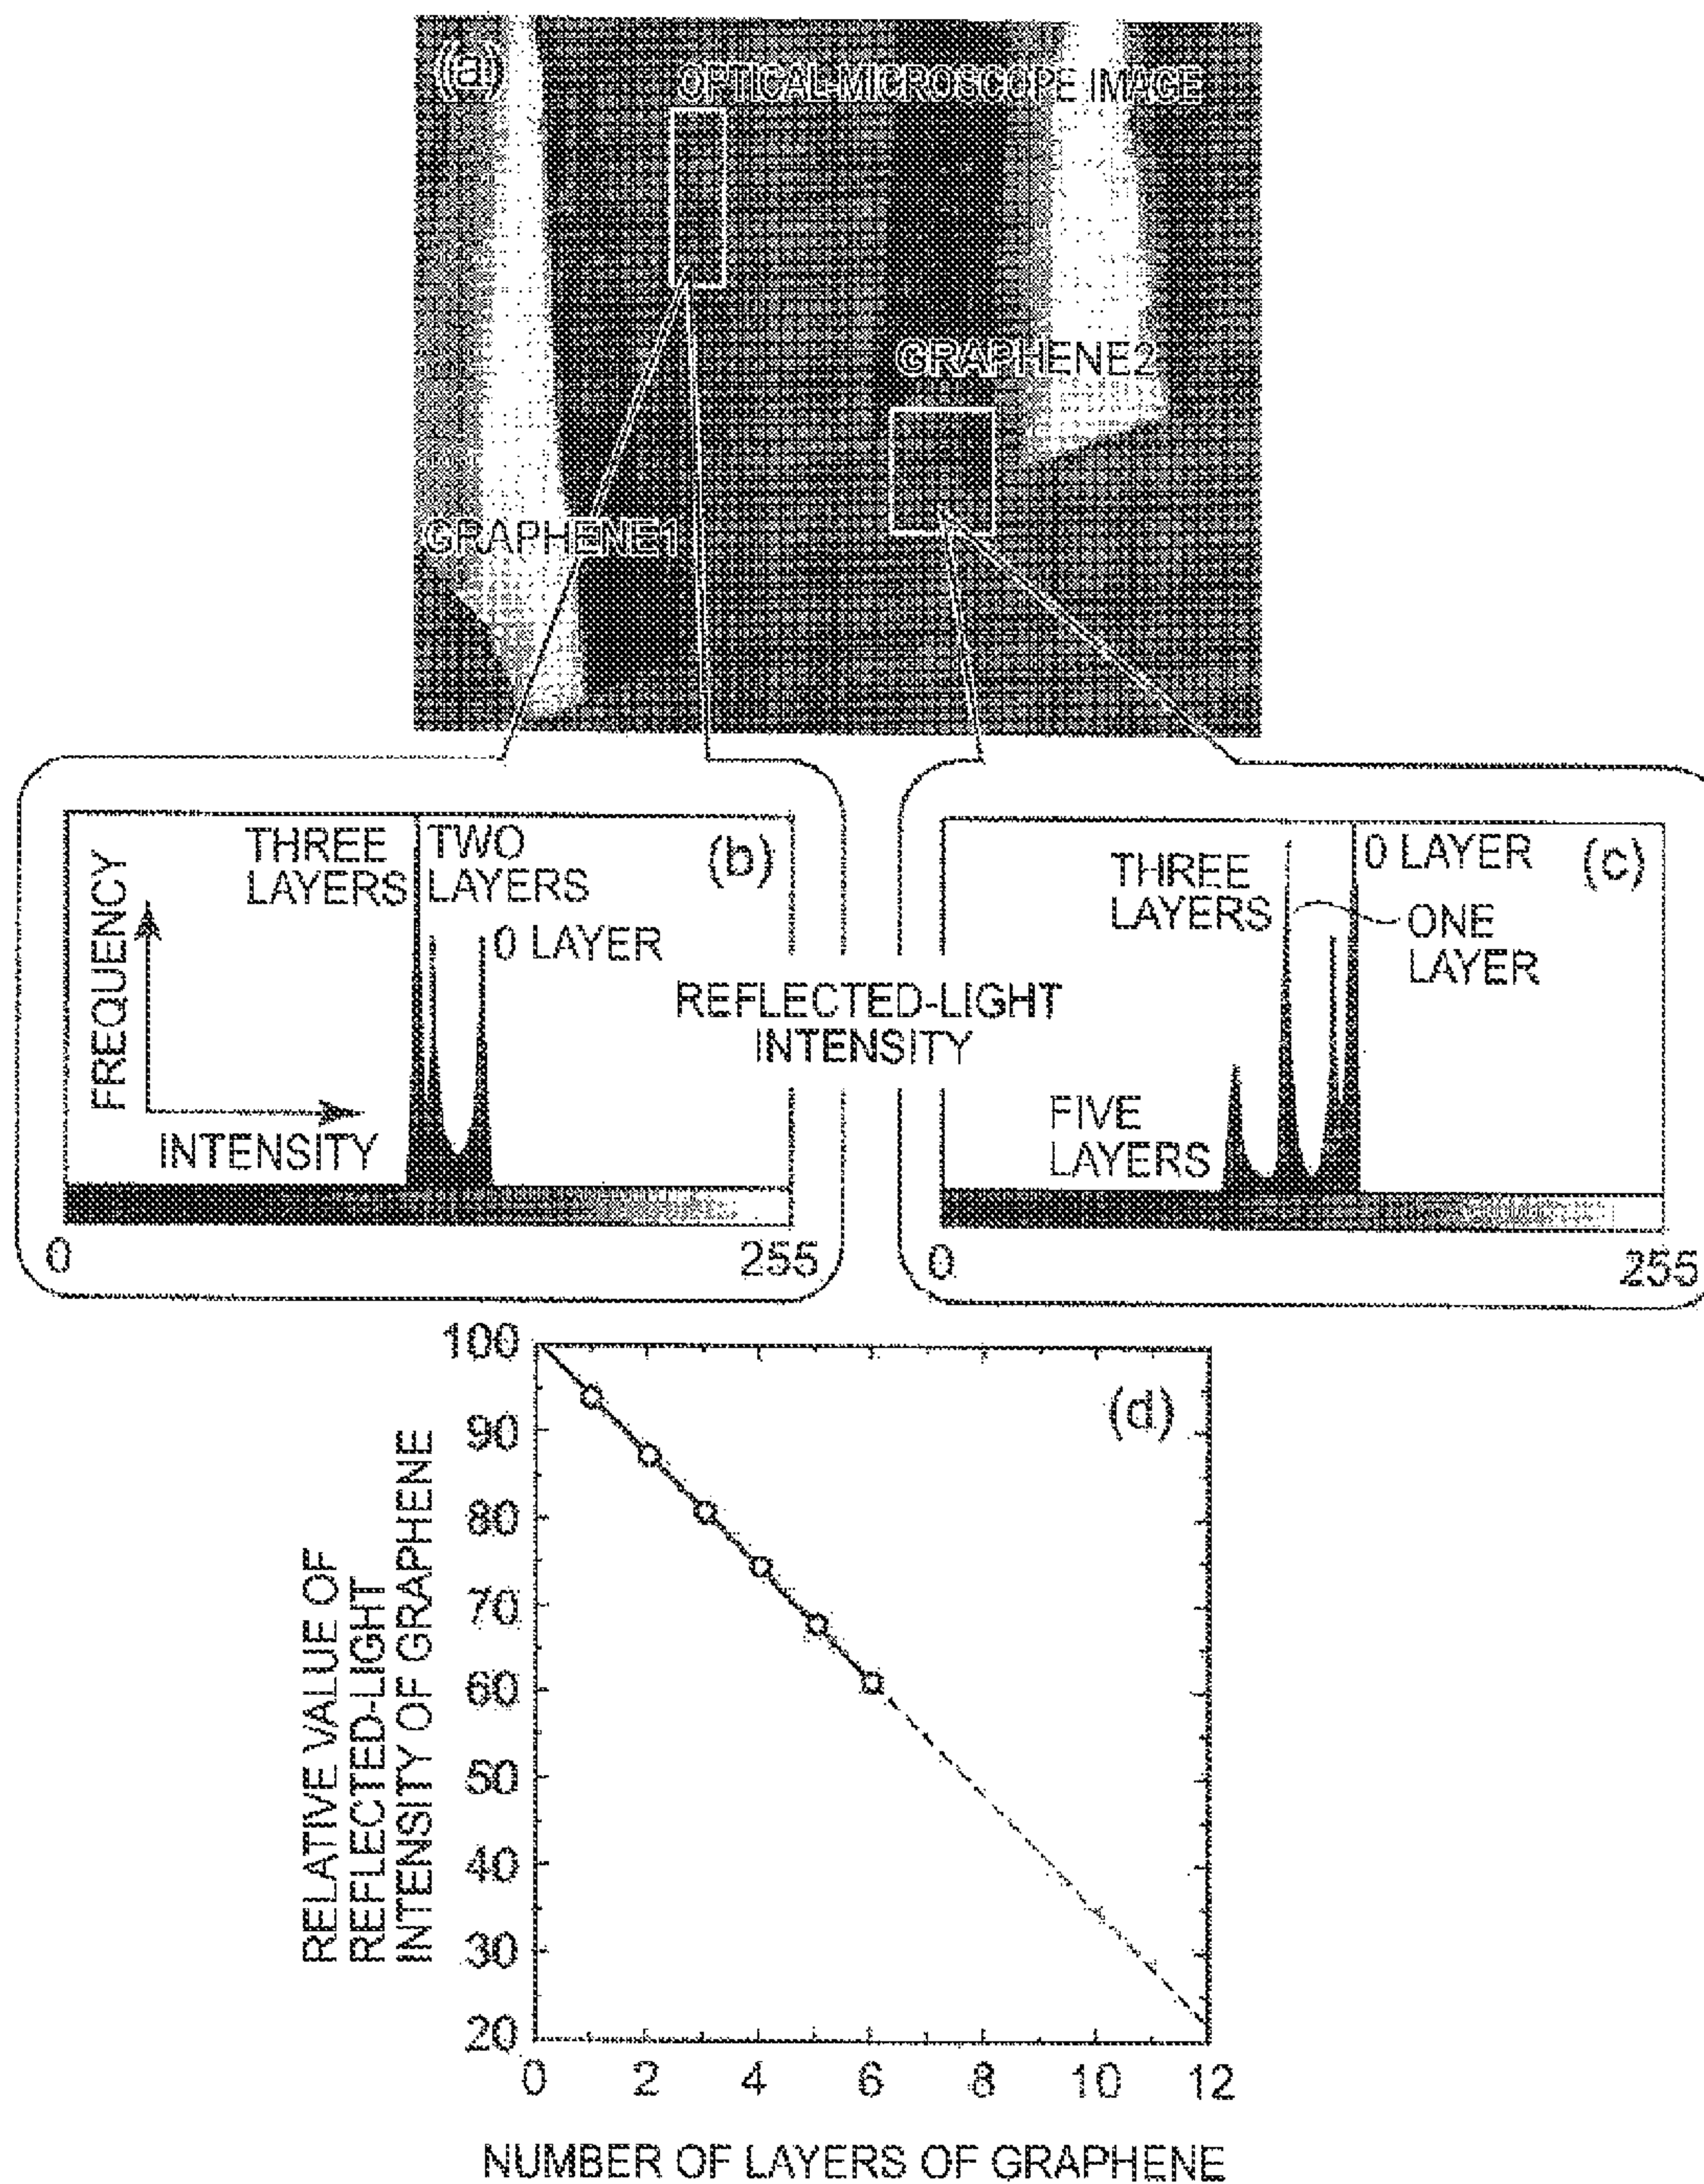 (a)
OPTICAL-MICROSCOPE IMAGE
GRAPHENE2
GRAPHENE1
THREE
LAYERS
TWO
LAYERS
(b)
0 LAYER
FREQUENCY
INTENSITY
0
255
REFLECTED-LIGHT
INTENSITY
THREE
LAYERS
0 LAYER
(c)
ONE
LAYER
FIVE
LAYERS
0
255
100
90
80
70
60
50
40
30
20
(d)
RELATIVE VALUE OF
REFLECTED-LIGHT
INTENSITY OF GRAPHENE
0 2 4 6 8 10 12
NUMBER OF LAYERS OF GRAPHENE